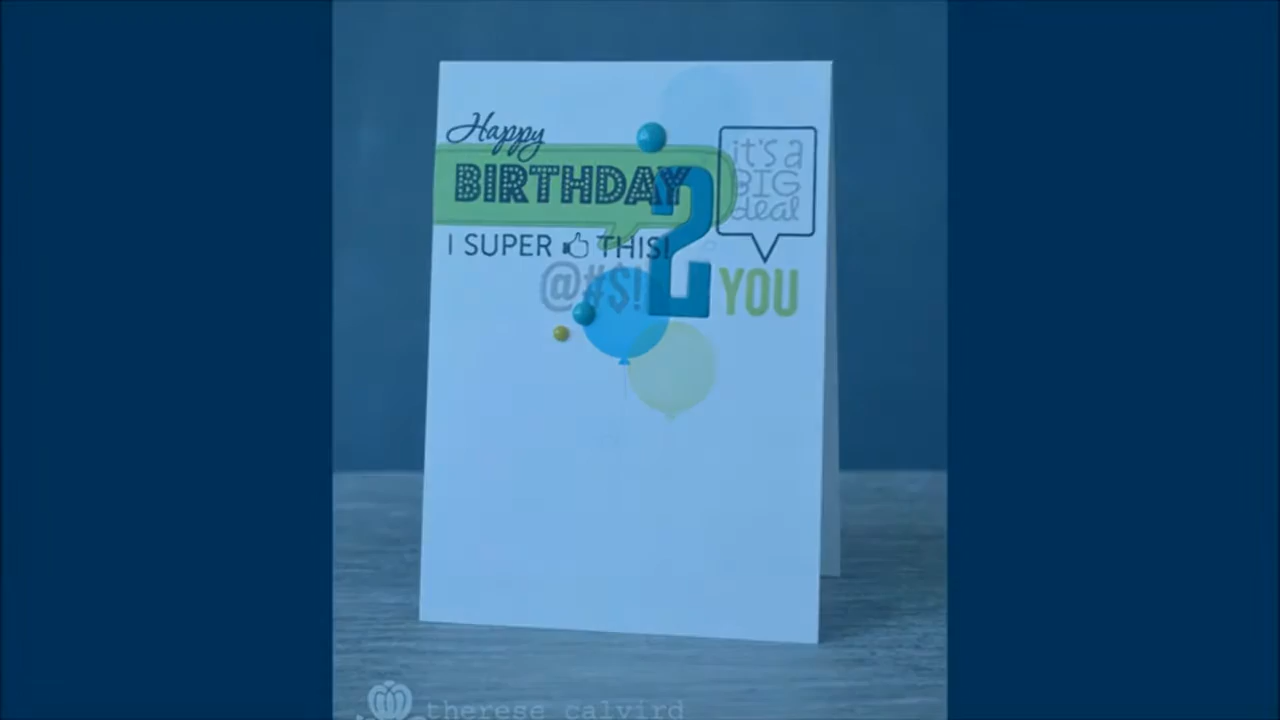 Happy
BIRTHDAY
it's a
BIG
deal
I SUPER THIS!
@#$! 2 YOU
therese calvird